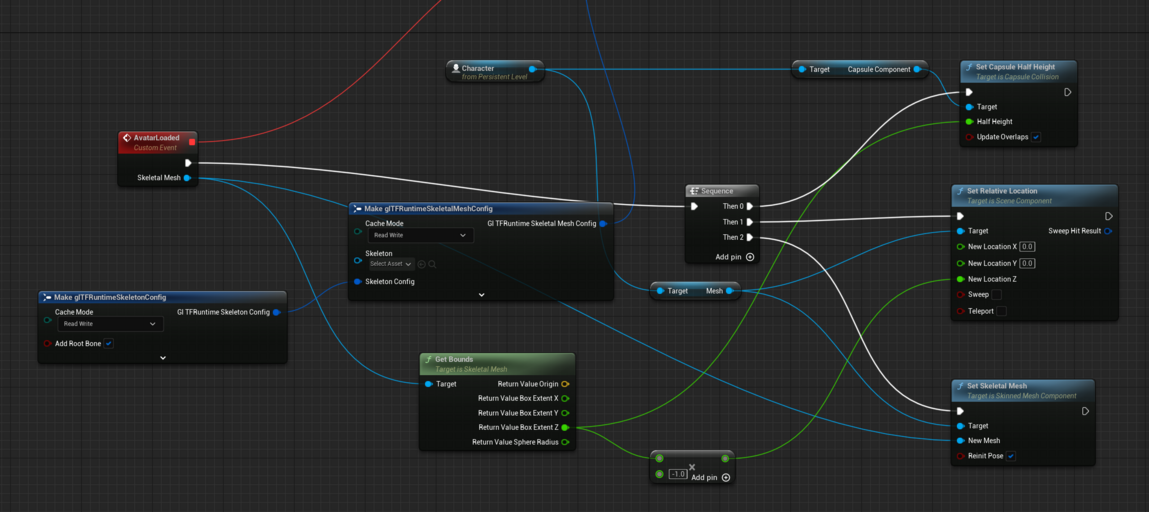 Character
from Persistent Level
Target
Capsule Component
Set Capsule Half Height
Target is Capsule Collision
Target
Half Height
Update Overlaps
AvatarLoaded
Custom Event
Skeletal Mesh
Make glTFRuntimeSkeletalMeshConfig
Cache Mode
Read Write
Gl TFRuntime Skeletal Mesh Config
Skeleton
Select Asset
Skeleton Config
Sequence
Then 0
Then 1
Then 2
Add pin
Set Relative Location
Target is Scene Component
Target
Sweep Hit Result
New Location X
0.0
New Location Y
0.0
New Location Z
Sweep
Teleport
Target
Mesh
Make glTFRuntimeSkeletonConfig
Cache Mode
Read Write
Gl TFRuntime Skeleton Config
Add Root Bone
Get Bounds
Target is Skeletal Mesh
Target
Return Value Origin
Return Value Box Extent X
Return Value Box Extent Y
Return Value Box Extent Z
Return Value Sphere Radius
-1.0
Add pin
Set Skeletal Mesh
Target is Skinned Mesh Component
Target
New Mesh
Reinit Pose